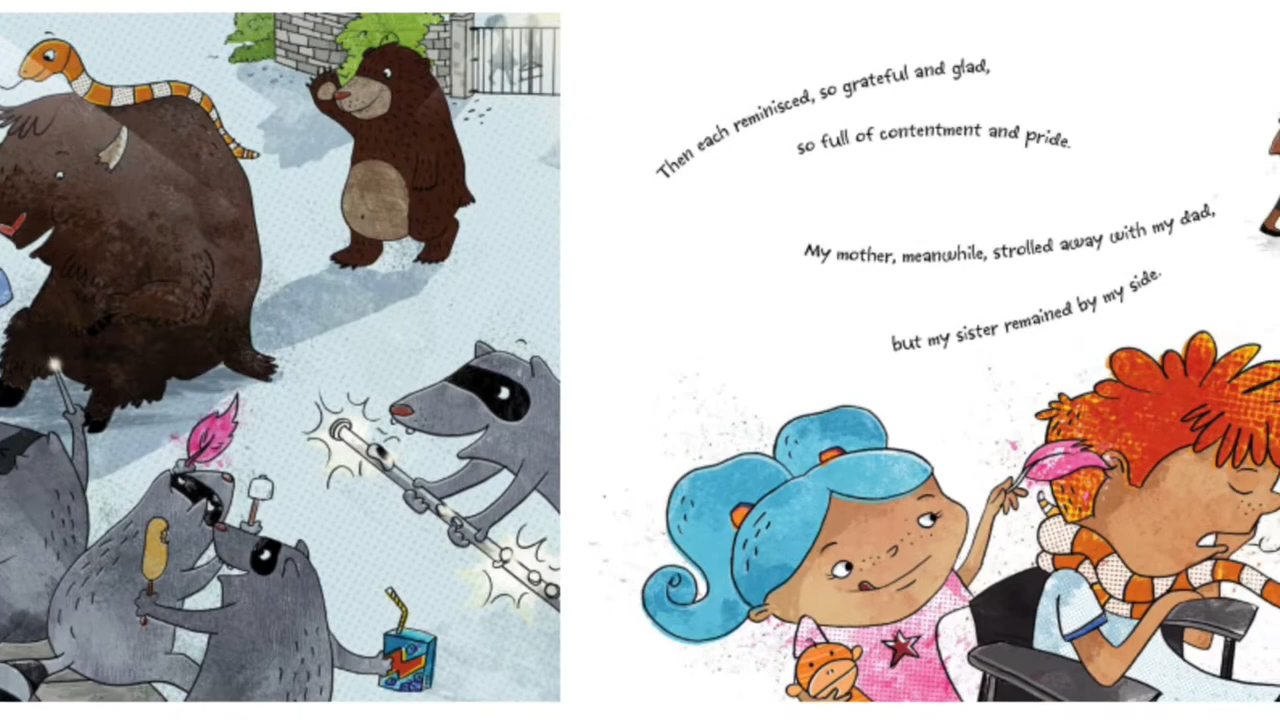 Then each reminisced, so grateful and glad,
so full of contentment and pride.
My mother, meanwhile, strolled away with my dad,
but my sister remained by my side.